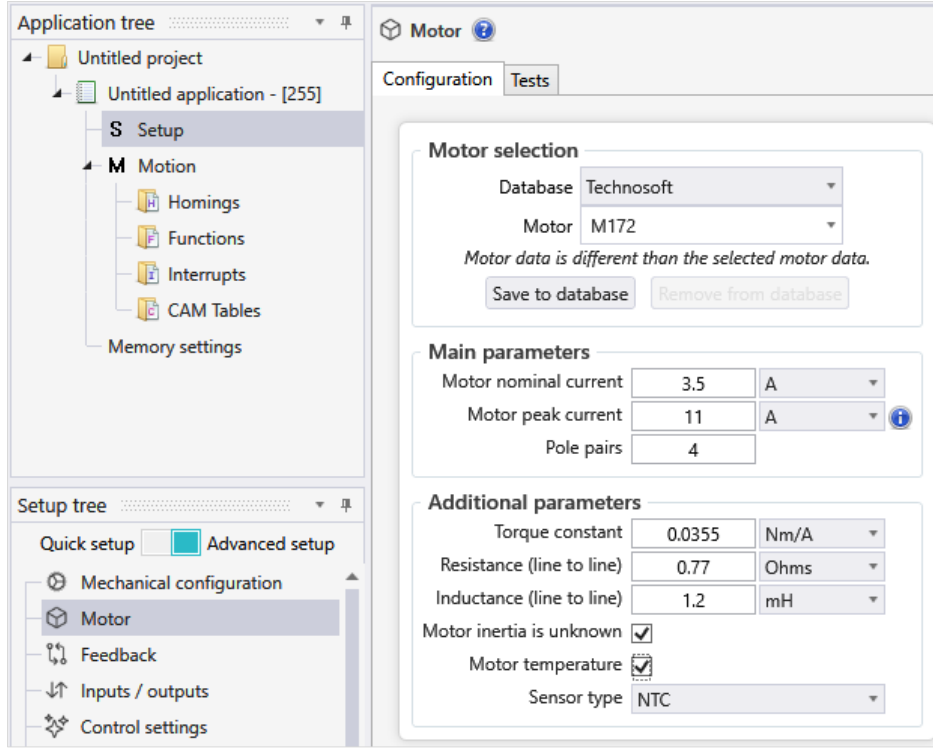 Application tree
Untitled project
Untitled application - [255]
S Setup
M Motion
H Homings
F Functions
I Interrupts
C CAM Tables
Memory settings
Setup tree
Quick setup Advanced setup
Mechanical configuration
Motor
Feedback
Inputs / outputs
Control settings
Motor ?
Configuration Tests
Motor selection
Database Technosoft
Motor M172
Motor data is different than the selected motor data.
Save to database Remove from database
Main parameters
Motor nominal current 3.5 A
Motor peak current 11 A i
Pole pairs 4
Additional parameters
Torque constant 0.0355 Nm/A
Resistance (line to line) 0.77 Ohms
Inductance (line to line) 1.2 mH
Motor inertia is unknown
Motor temperature
Sensor type NTC